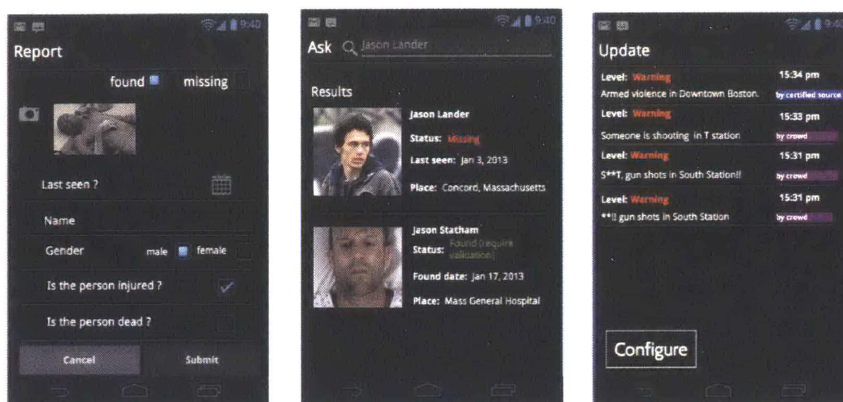 9:40
Report
found missing
Last seen ?
Name
Gender male female
Is the person injured ?
Is the person dead ?
Cancel Submit
9:40
Ask Jason Lander
Results
Jason Lander
Status: Missing
Last seen: Jan 3, 2013
Place: Concord, Massachusetts
Jason Statham
Status: Found (require
validation)
Found date: Jan 17, 2013
Place: Mass General Hospital
9:40
Update
Level: Warning 15:34 pm
Armed violence in Downtown Boston. by certified source
Level: Warning 15:33 pm
Someone is shooting in T station by crowd
Level: Warning 15:31 pm
S**T, gun shots in South Station!! by crowd
Level: Warning 15:31 pm
**!! gun shots in South Station by crowd
Configure